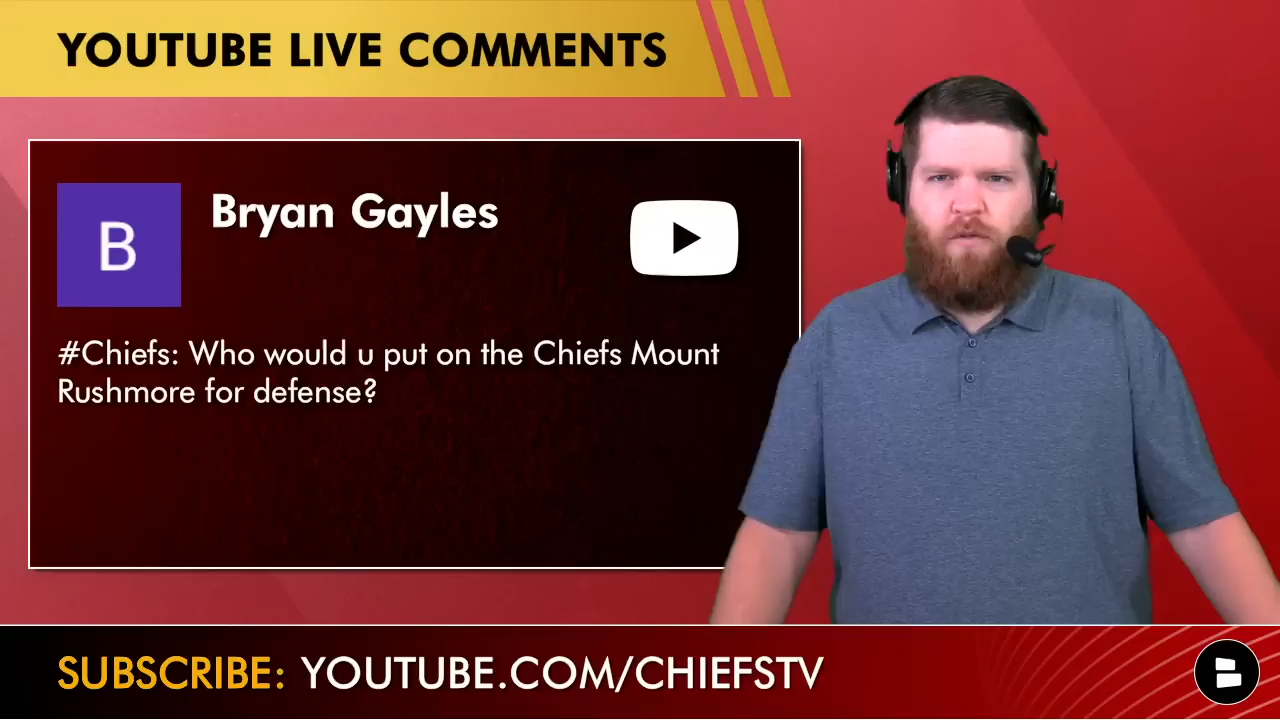 YOUTUBE LIVE COMMENTS
B
Bryan Gayles
#Chiefs: Who would u put on the Chiefs Mount
Rushmore for defense?
SUBSCRIBE: YOUTUBE.COM/CHIEFSTV